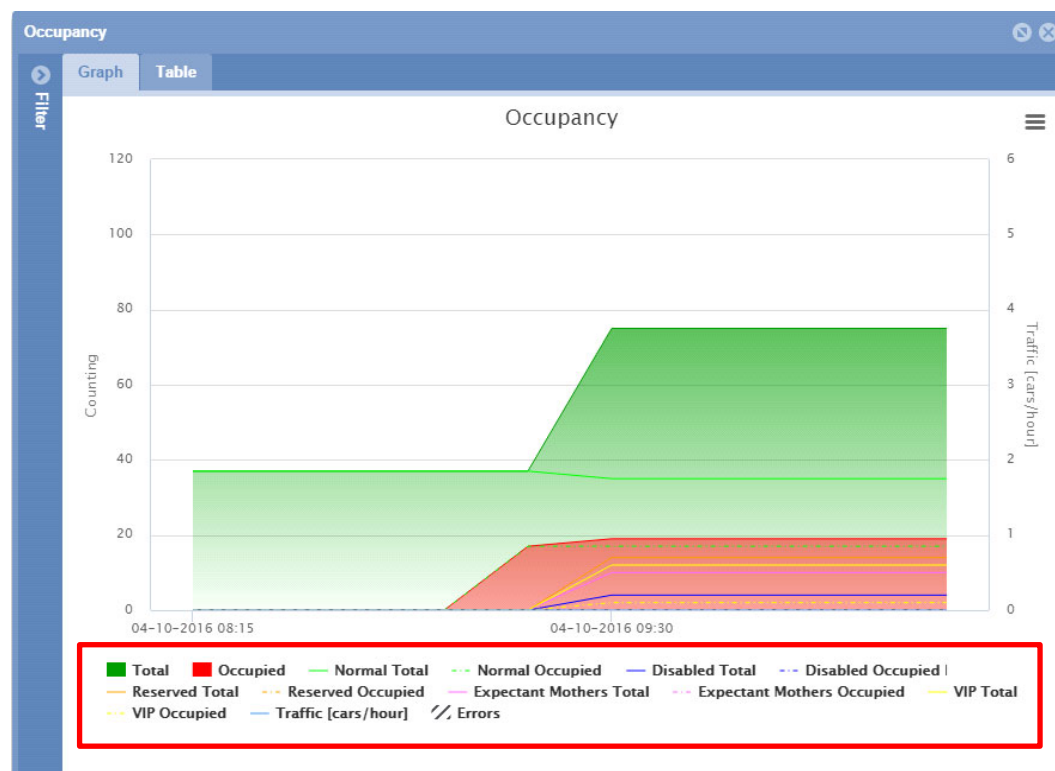 Occupancy
Filter
Graph Table
Occupancy
120
100
80
60
40
20
0
Counting
6
5
4
3
2
1
0
Traffic [cars/hour]
04-10-2016 08:15 04-10-2016 09:30
Total Occupied Normal Total Normal Occupied Disabled Total Disabled Occupied
Reserved Total Reserved Occupied Expectant Mothers Total Expectant Mothers Occupied VIP Total
VIP Occupied Traffic [cars/hour] Errors